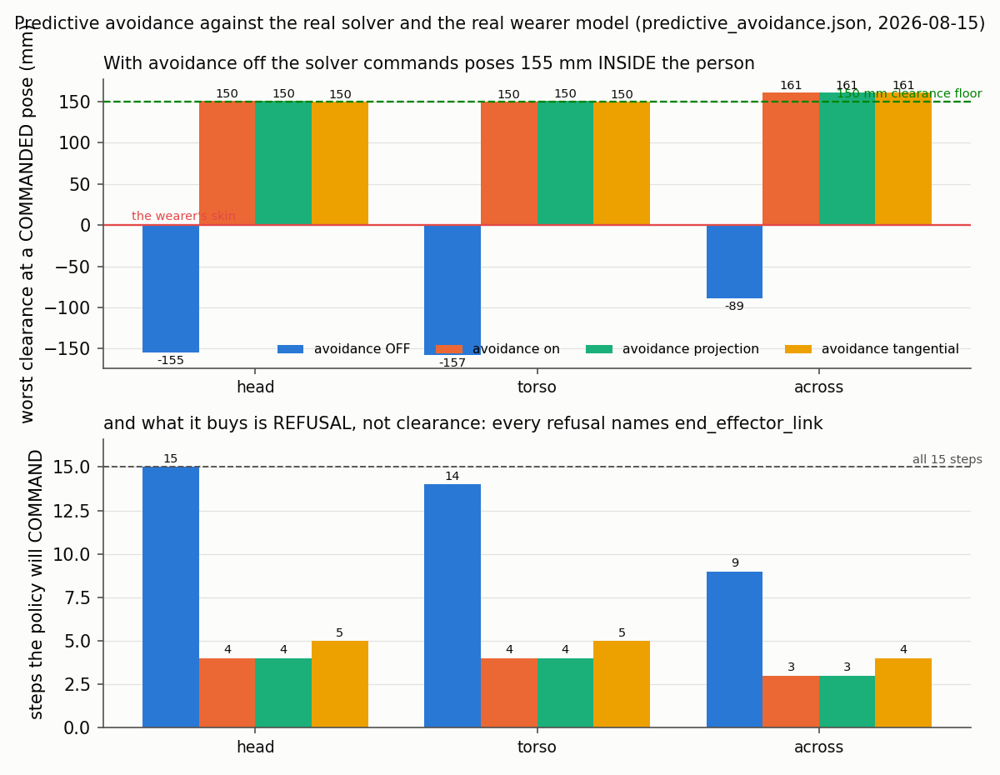 Predictive avoidance against the real solver and the real wearer model (predictive_avoidance.json, 2026-08-15)
With avoidance off the solver commands poses 155 mm INSIDE the person
worst clearance at a COMMANDED pose (mm)
150
100
50
0
−50
−100
−150
150 150 150
150 150 150
161 161 161
150 mm clearance floor
the wearer's skin
-155
-157
-89
avoidance OFF
avoidance on
avoidance projection
avoidance tangential
head
torso
across
and what it buys is REFUSAL, not clearance: every refusal names end_effector_link
steps the policy will COMMAND
15.0
12.5
10.0
7.5
5.0
2.5
0.0
all 15 steps
15
4
4
5
14
4
4
5
9
3
3
4
head
torso
across